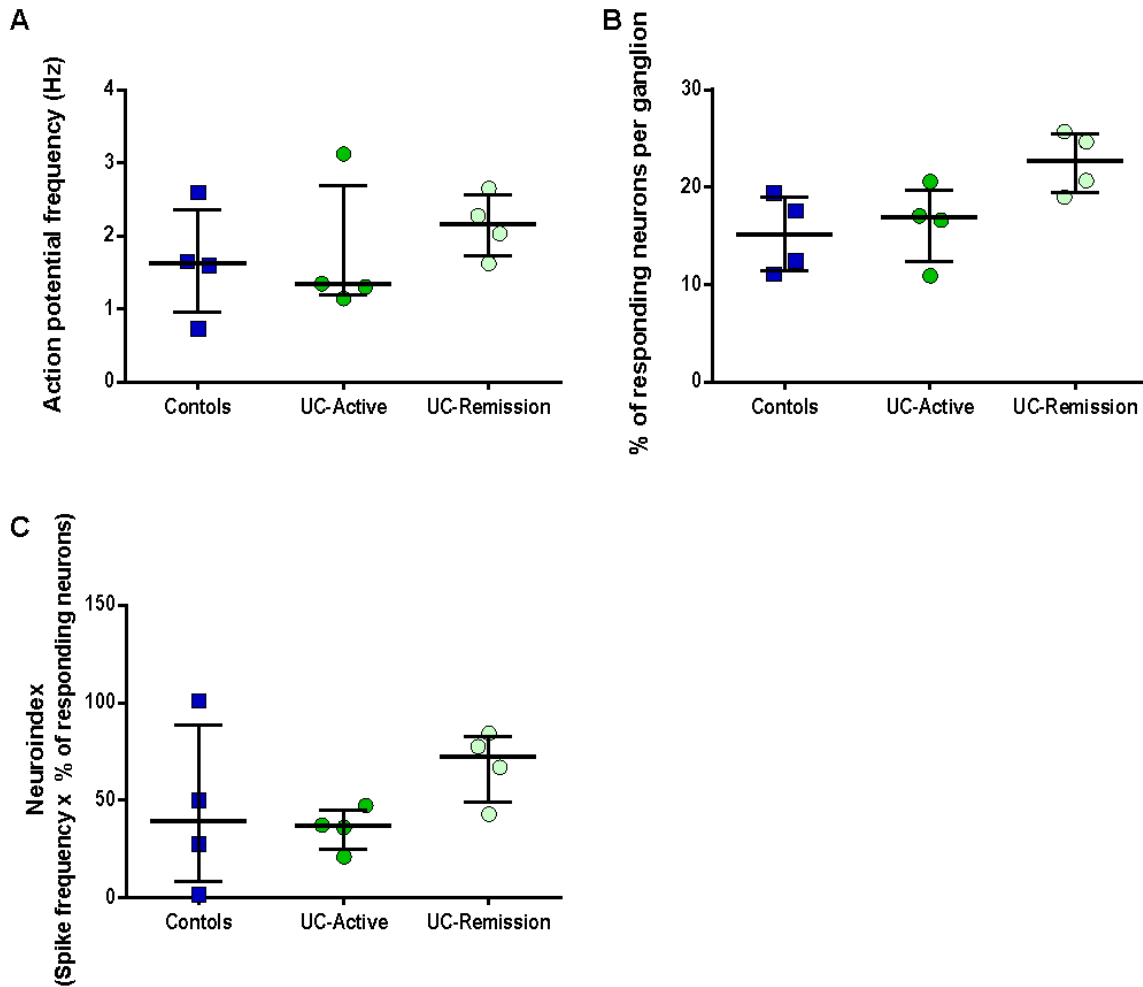 A
Action potential frequency (Hz)
4
3
2
1
0
Contols
UC-Active
UC-Remission
B
% of responding neurons per ganglion
30
20
10
0
Contols
UC-Active
UC-Remission
C
Neuroindex
(Spike frequency x % of responding neurons)
150
100
50
0
Contols
UC-Active
UC-Remission